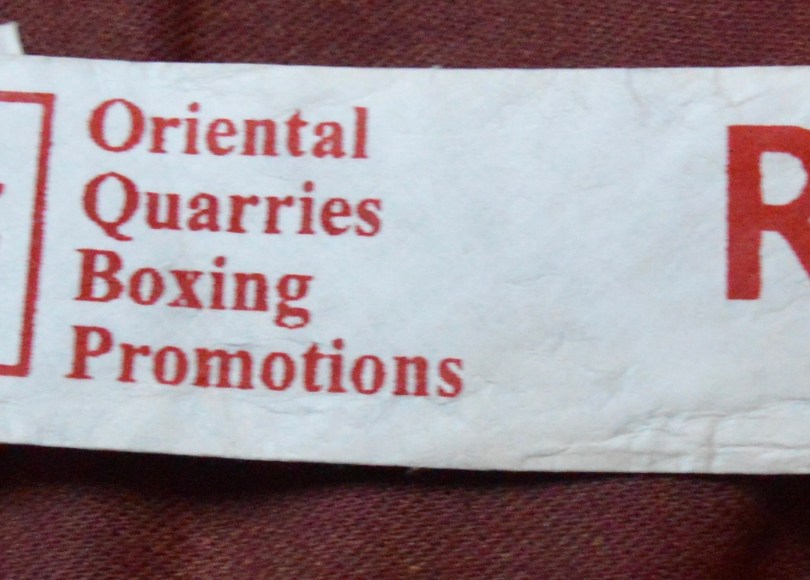 Oriental
Quarries
Boxing
Promotions
R